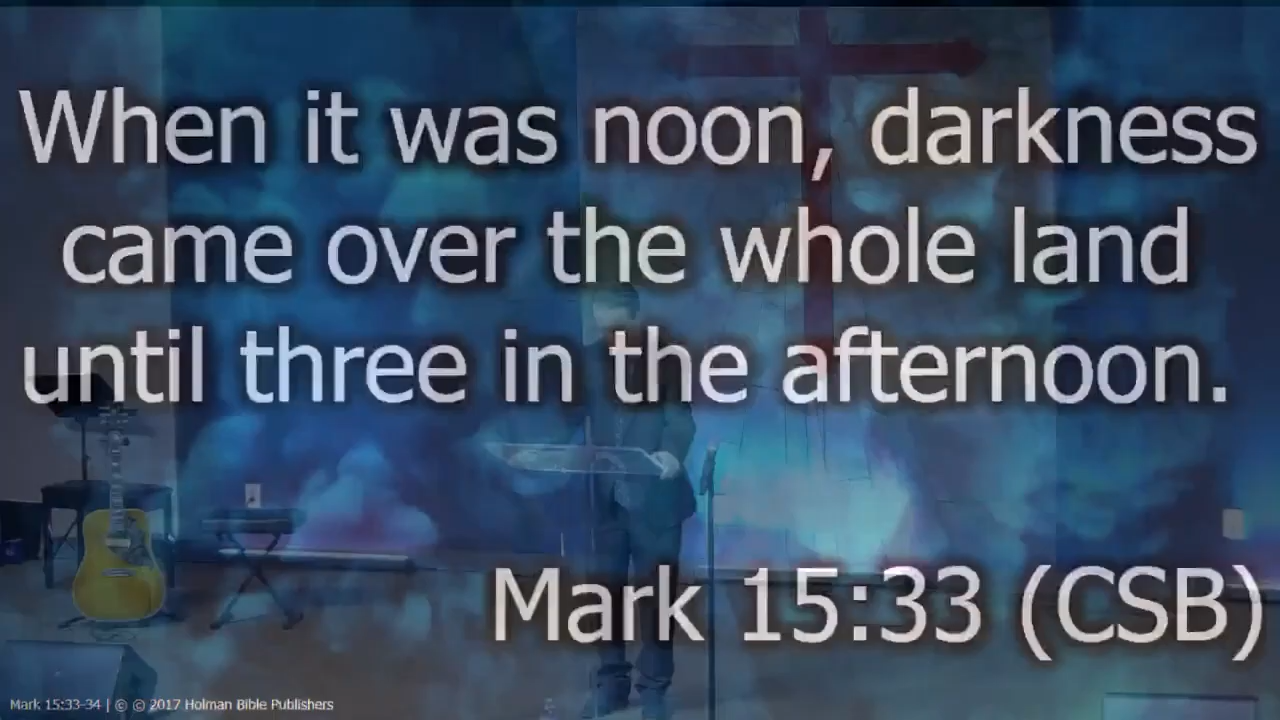 When it was noon, darkness
came over the whole land
until three in the afternoon.
Mark 15:33 (CSB)
Mark 15:33-34 | © © 2017 Holman Bible Publishers